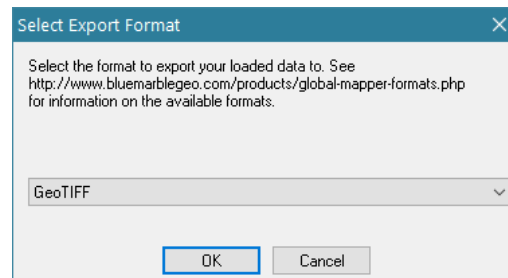 Select Export Format
Select the format to export your loaded data to. See
http://www.bluemarblegeo.com/products/global-mapper-formats.php
for information on the available formats.
GeoTIFF
OK
Cancel